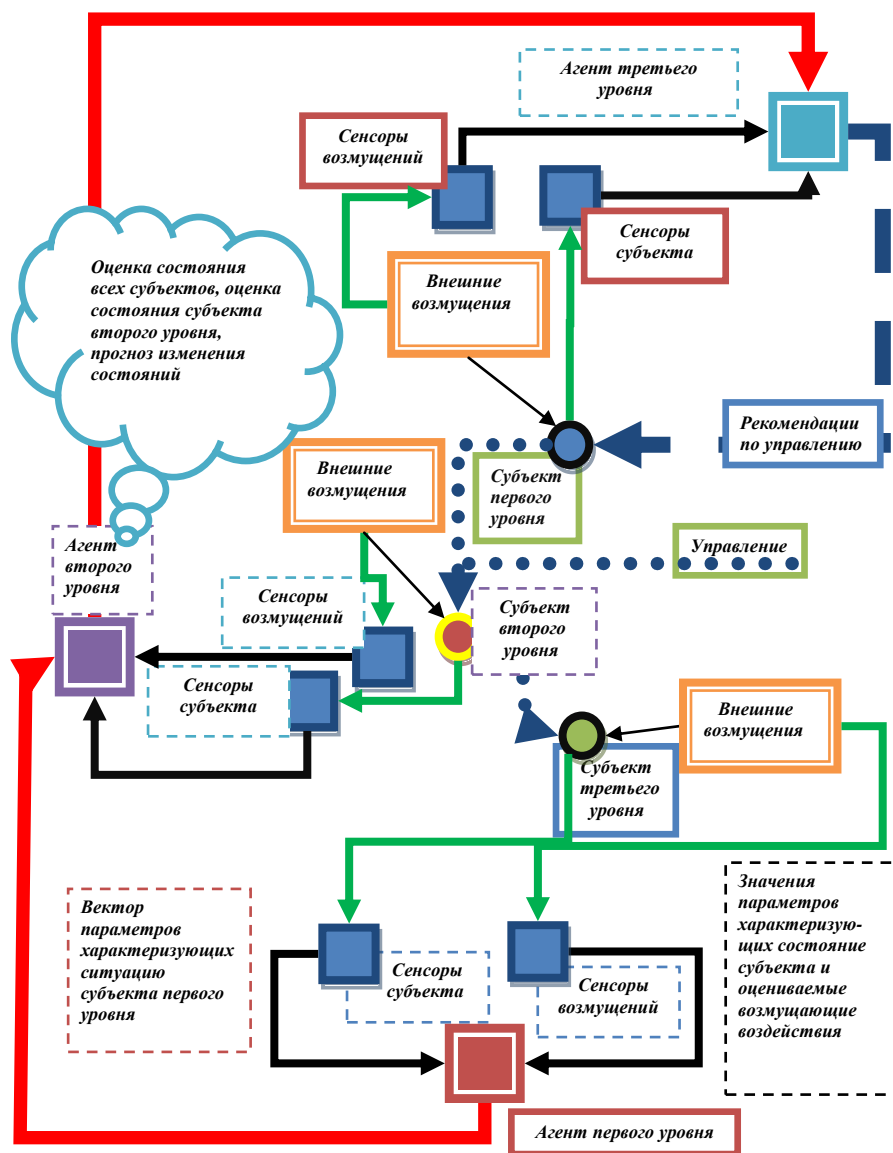 Агент третьего
уровня
Сенсоры
возмущений
Сенсоры
субъекта
Оценка состояния
всех субъектов, оценка
состояния субъекта
второго уровня,
прогноз изменения
состояний
Внешние
возмущения
Рекомендации
по управлению
Внешние
возмущения
Субъект
первого
уровня
Агент
второго
уровня
Управление
Сенсоры
возмущений
Субъект
второго
уровня
Сенсоры
субъекта
Внешние
возмущения
Субъект
третьего
уровня
Вектор
параметров
характеризующих
ситуацию
субъекта первого
уровня
Значения
параметров
характеризую-
щих состояние
субъекта и
оцениваемые
возмущающие
воздействия
Сенсоры
субъекта
Сенсоры
возмущений
Агент первого уровня